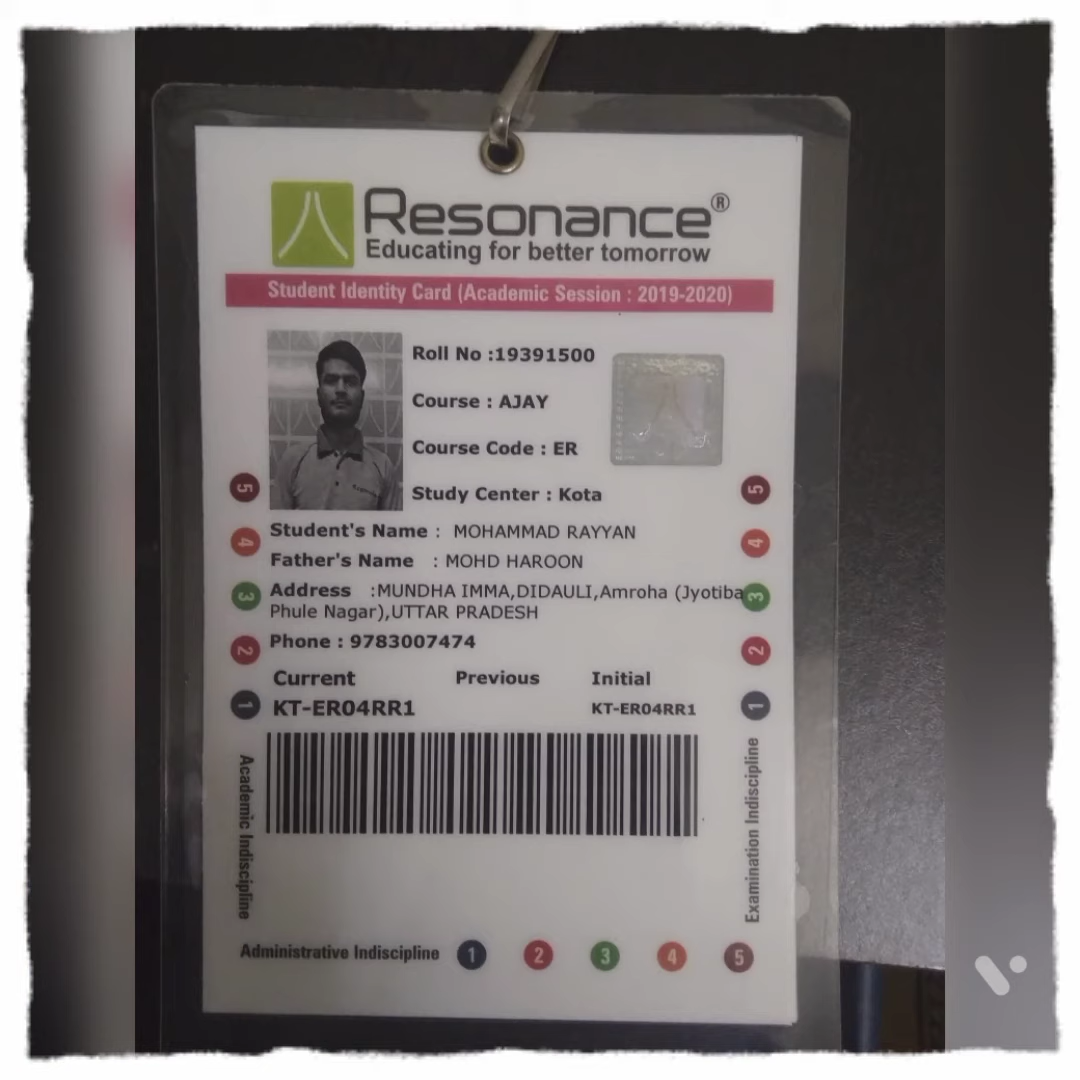 Resonance®
Educating for better tomorrow
Student Identity Card (Academic Session : 2019-2020)
Roll No :19391500
Course : AJAY
Course Code : ER
Study Center : Kota
Student's Name : MOHAMMAD RAYYAN
Father's Name : MOHD HAROON
Address :MUNDHA IMMA,DIDAULI,Amroha (Jyotiba
Phule Nagar),UTTAR PRADESH
Phone : 9783007474
Current Previous Initial
KT-ER04RR1 KT-ER04RR1
5
4
3
2
1
Academic Indiscipline
5
4
3
2
1
Examination Indiscipline
Administrative Indiscipline 1 2 3 4 5